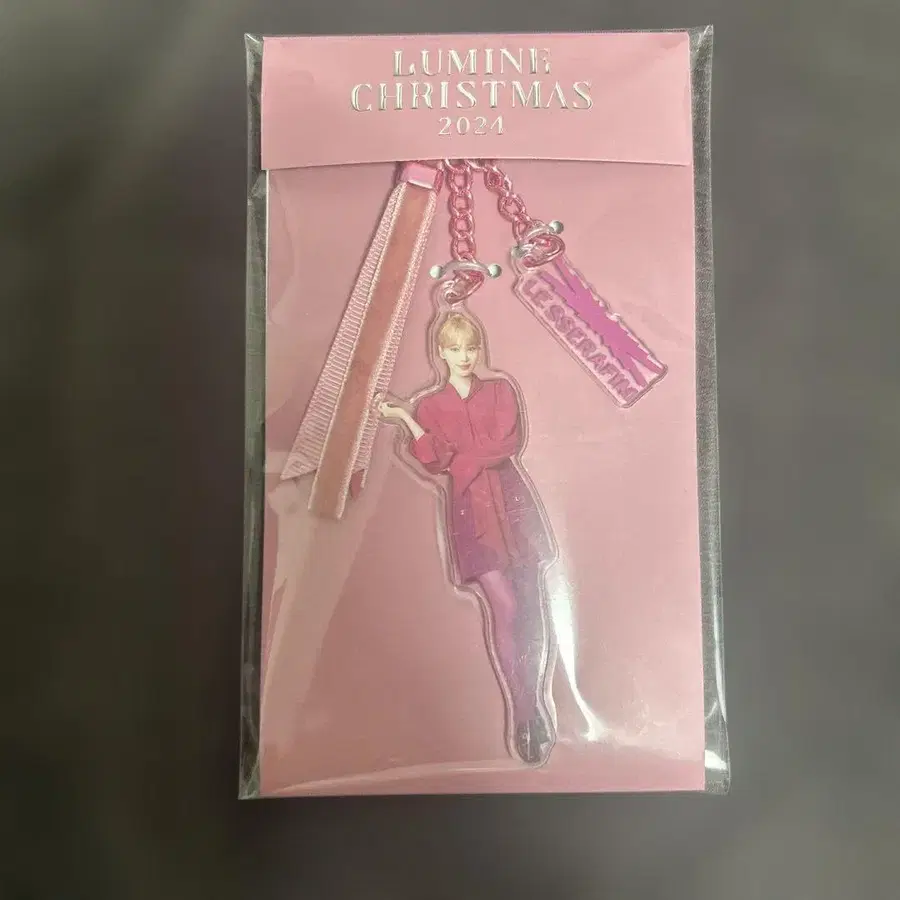 LUMINE
CHRISTMAS
2024
LE SSERAFIM